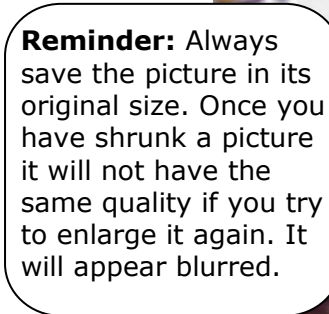 Reminder: Always
save the picture in its
original size. Once you
have shrunk a picture
it will not have the
same quality if you try
to enlarge it again. It
will appear blurred.